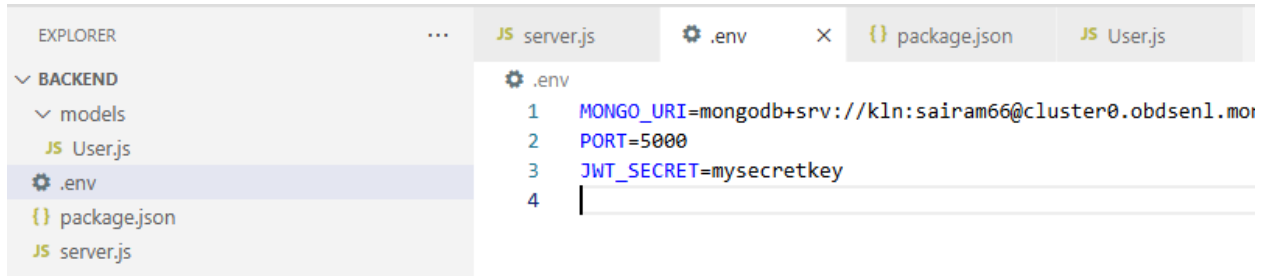 EXPLORER ...
BACKEND
models
JS User.js
.env
{} package.json
JS server.js
JS server.js .env × {} package.json JS User.js
.env
1 MONGO_URI=mongodb+srv://kln:sairam66@cluster0.obdsenl.mo
2 PORT=5000
3 JWT_SECRET=mysecretkey
4